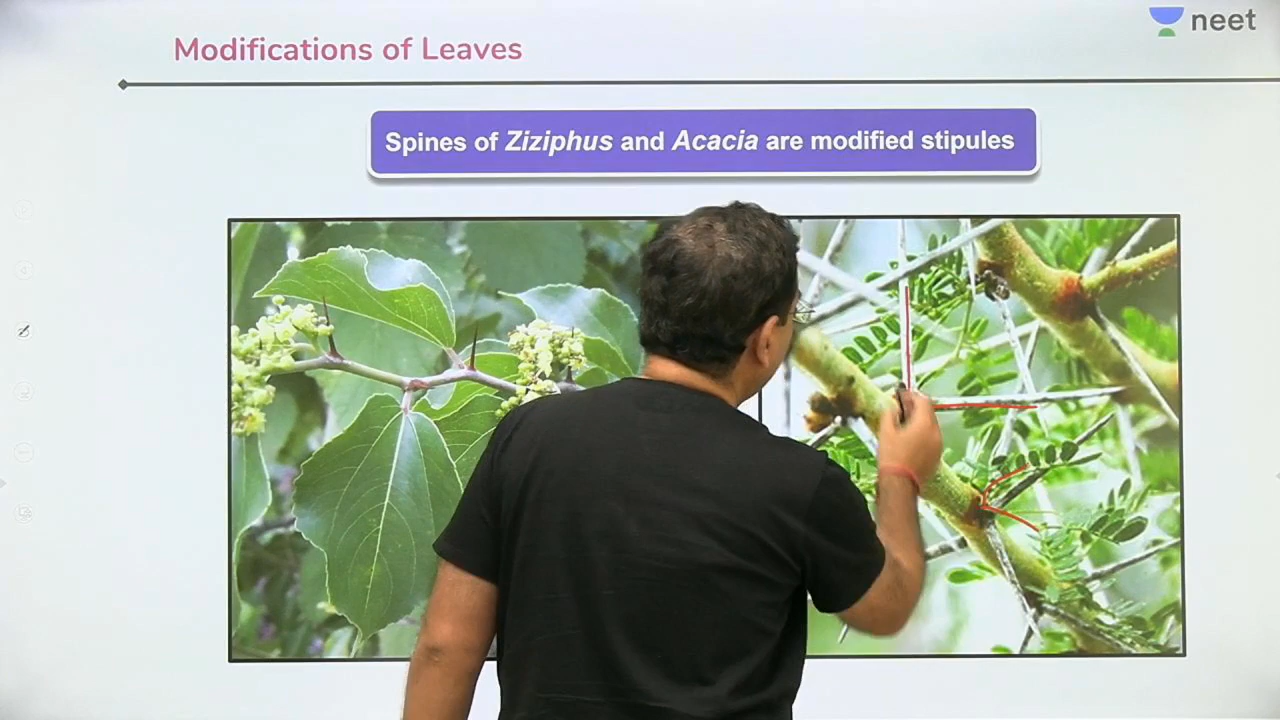 neet
Modifications of Leaves
Spines of Ziziphus and Acacia are modified stipules